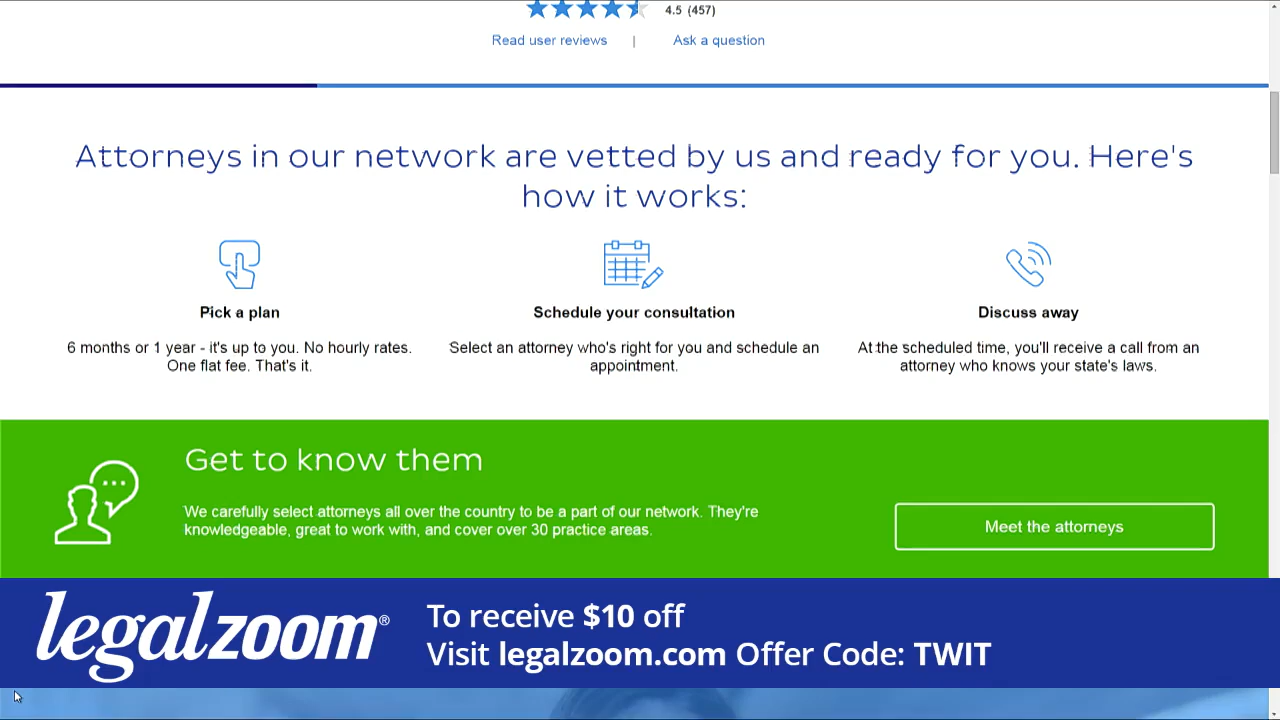 4.5 (457)
Read user reviews | Ask a question
Attorneys in our network are vetted by us and ready for you. Here's
how it works:
Pick a plan
6 months or 1 year - it's up to you. No hourly rates.
One flat fee. That's it.
Schedule your consultation
Select an attorney who's right for you and schedule an
appointment.
Discuss away
At the scheduled time, you'll receive a call from an
attorney who knows your state's laws.
Get to know them
We carefully select attorneys all over the country to be a part of our network. They're
knowledgeable, great to work with, and cover over 30 practice areas.
Meet the attorneys
legalzoom®
To receive $10 off
Visit legalzoom.com Offer Code: TWIT